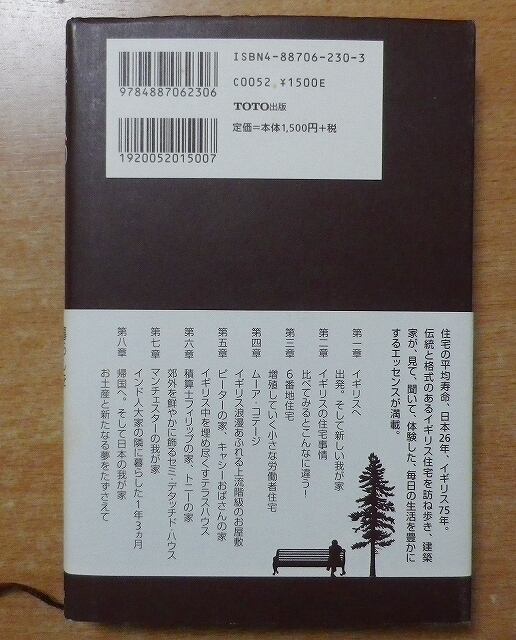 ISBN4-88706-230-3
C0052 ¥1500E
TOTO出版
定価=本体1,500円+税
9784887062306
1920052015007
住宅の平均寿命、日本26年、イギリス75年。
伝統と格式のあるイギリス住宅を訪ね歩き、建築
家が、見て、聞いて、体験した、毎日の生活を豊かに
するエッセンスが満載。
第一章 イギリスへ
出発。そして新しい我が家
第二章 イギリスの住宅事情
比べてみるとこんなに違う!
第三章 6番地住宅
増殖していく小さな労働者住宅
第四章 ムーア・コテージ
イギリス浪漫あふれる上流階級のお屋敷
第五章 ピーターの家、キャシーおばさんの家
イギリス中を埋め尽くすテラスハウス
第六章 積算士フィリップの家、トニーの家
郊外を鮮やかに飾るセミ・デタッチド・ハウス
第七章 マンチェスターの我が家
インド人大家の隣に暮らした1年3ヵ月
第八章 帰国へ。そして日本の我が家
お土産と新たなる夢をたずさえて